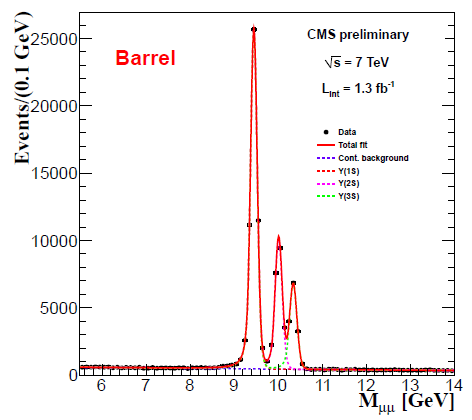 CMS preliminary
Barrel
√s = 7 TeV
L_int = 1.3 fb⁻¹
Data
Total fit
Cont. background
Υ(1S)
Υ(2S)
Υ(3S)
Events/(0.1 GeV)
25000
20000
15000
10000
5000
0
6 7 8 9 10 11 12 13 14
M_μμ [GeV]